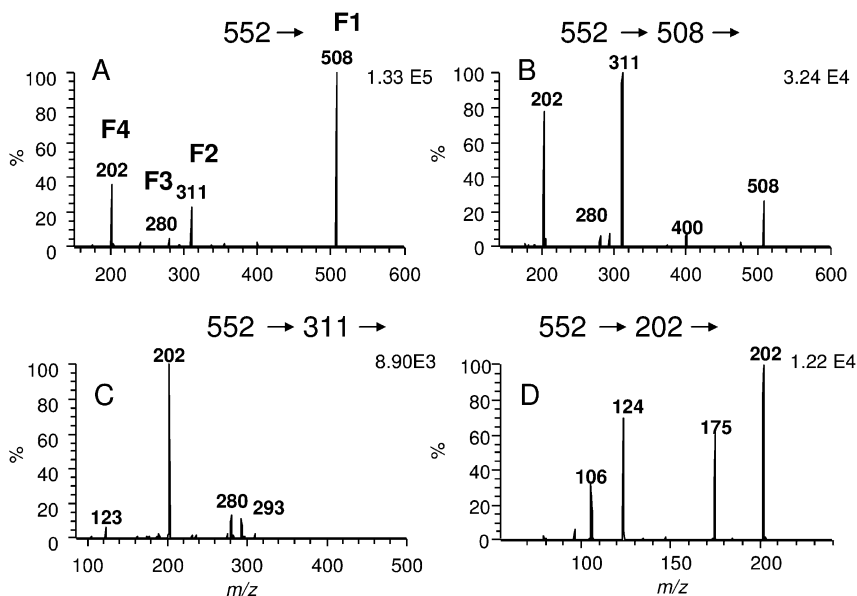 552 → F1
A
508
1.33 E5
100
80
60
40
20
0
%
F4
202
F3
280
F2
311
200 300 400 500 600
552 → 508 →
B
311
3.24 E4
100
80
60
40
20
0
%
202
280
400
508
200 300 400 500 600
552 → 311 →
C
202
8.90E3
100
80
60
40
20
0
%
123
280
293
100 200 300 400 500
m/z
552 → 202 →
D
202
1.22 E4
100
80
60
40
20
0
%
106
124
175
100 150 200
m/z